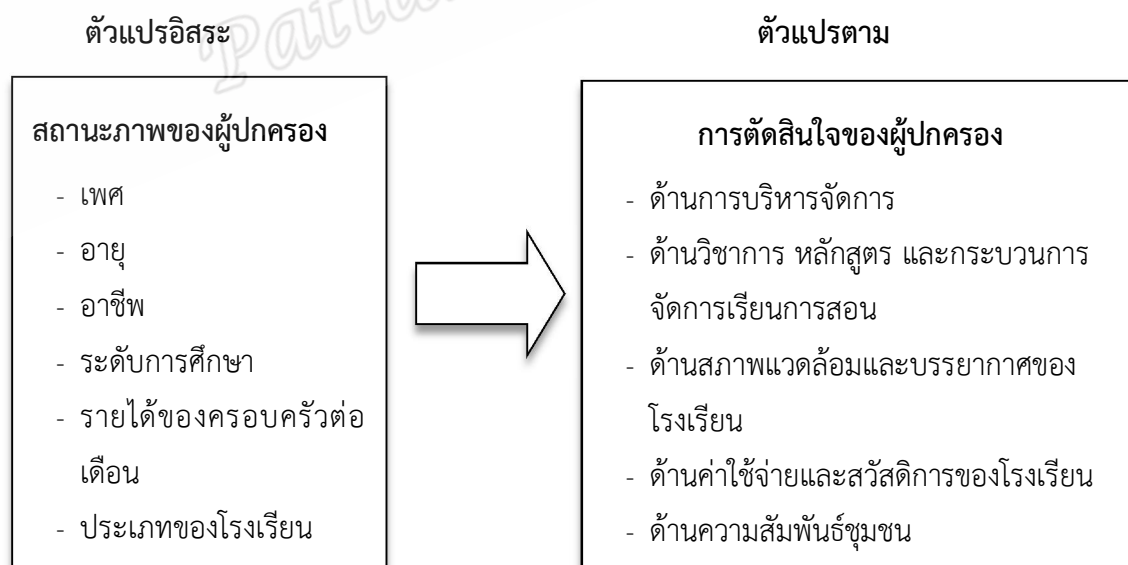 ตัวแปรอิสระ
ตัวแปรตาม
สถานะภาพของผู้ปกครอง
- เพศ
- อายุ
- อาชีพ
- ระดับการศึกษา
- รายได้ของครอบครัวต่อ
เดือน
- ประเภทของโรงเรียน
การตัดสินใจของผู้ปกครอง
- ด้านการบริหารจัดการ
- ด้านวิชาการ หลักสูตร และกระบวนการ
จัดการเรียนการสอน
- ด้านสภาพแวดล้อมและบรรยากาศของ
โรงเรียน
- ด้านค่าใช้จ่ายและสวัสดิการของโรงเรียน
- ด้านความสัมพันธ์ชุมชน